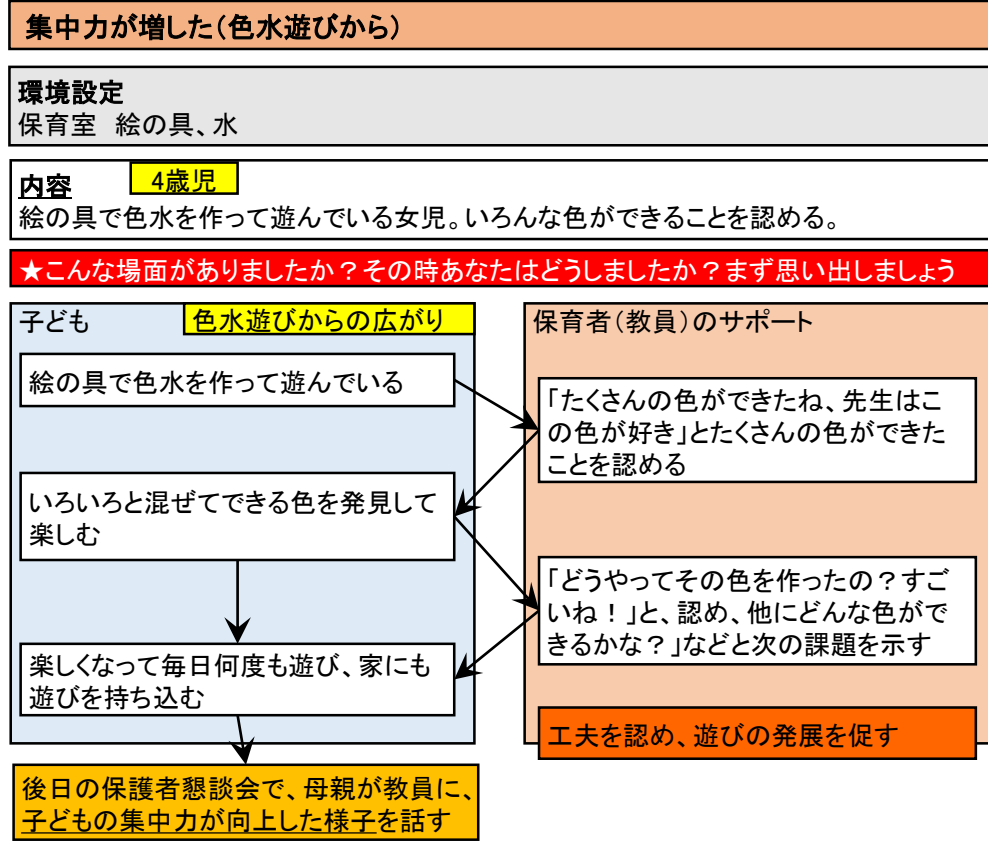 集中力が増した（色水遊びから）
環境設定
保育室　絵の具、水
内容　4歳児
絵の具で色水を作って遊んでいる女児。いろんな色ができることを認める。
★こんな場面がありましたか？その時あなたはどうしましたか？まず思い出しましょう
子ども　色水遊びからの広がり
絵の具で色水を作って遊んでいる
いろいろと混ぜてできる色を発見して
楽しむ
楽しくなって毎日何度も遊び、家にも
遊びを持ち込む
後日の保護者懇談会で、母親が教員に、
子どもの集中力が向上した様子を話す
保育者（教員）のサポート
「たくさんの色ができたね、先生はこ
の色が好き」とたくさんの色ができた
ことを認める
「どうやってその色を作ったの？すご
いね！」と、認め、他にどんな色がで
きるかな？」などと次の課題を示す
工夫を認め、遊びの発展を促す